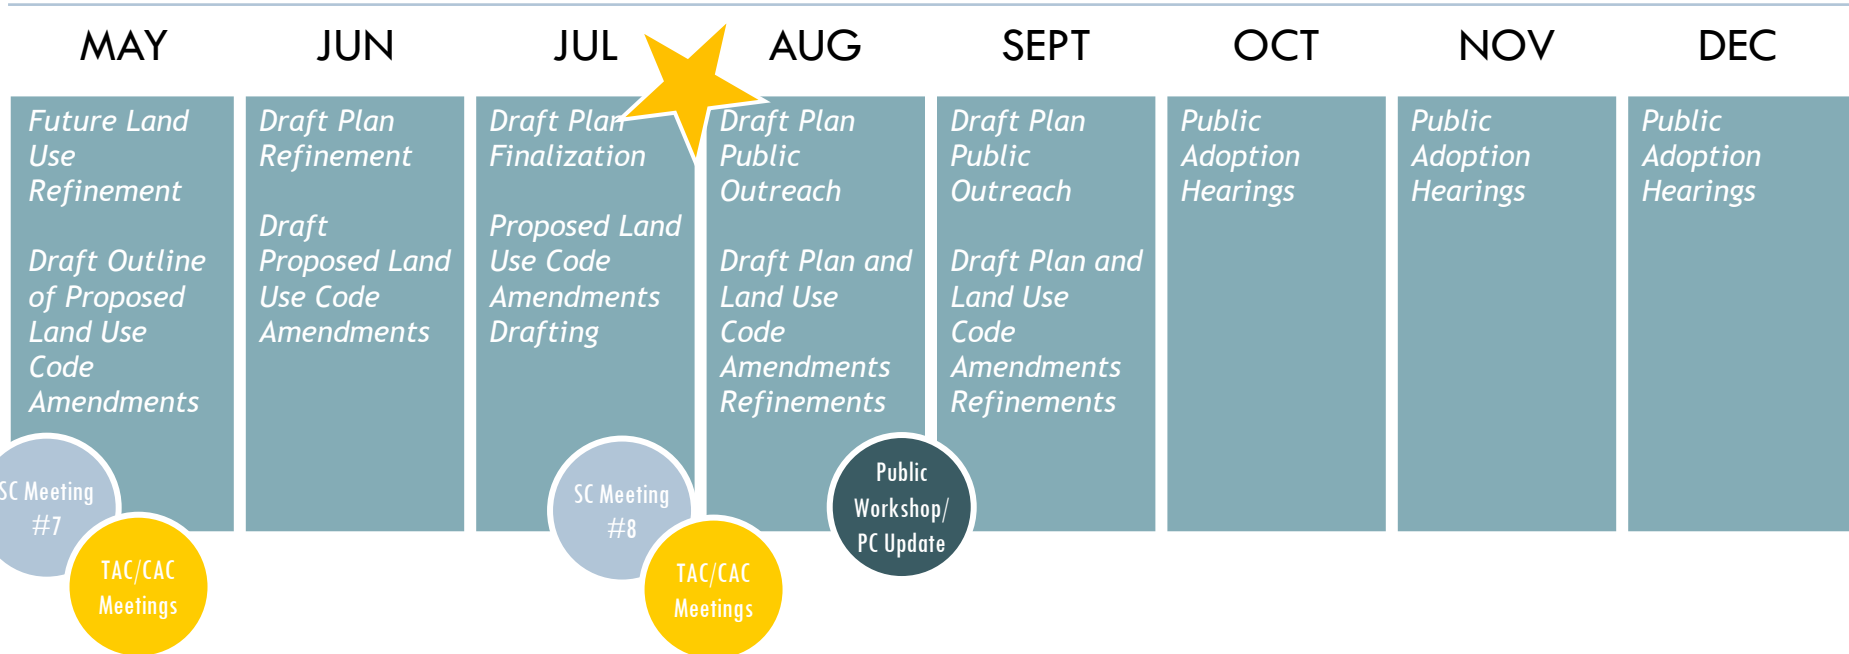 MAY
JUN
JUL
AUG
SEPT
OCT
NOV
DEC
Future Land
Use
Refinement
Draft Outline
of Proposed
Land Use
Code
Amendments
Draft Plan
Refinement
Draft
Proposed Land
Use Code
Amendments
Draft Plan
Finalization
Proposed Land
Use Code
Amendments
Drafting
Draft Plan
Public
Outreach
Draft Plan and
Land Use
Code
Amendments
Refinements
Draft Plan
Public
Outreach
Draft Plan and
Land Use
Code
Amendments
Refinements
Public
Adoption
Hearings
Public
Adoption
Hearings
Public
Adoption
Hearings
SC Meeting
#7
TAC/CAC
Meetings
SC Meeting
#8
TAC/CAC
Meetings
Public
Workshop/
PC Update